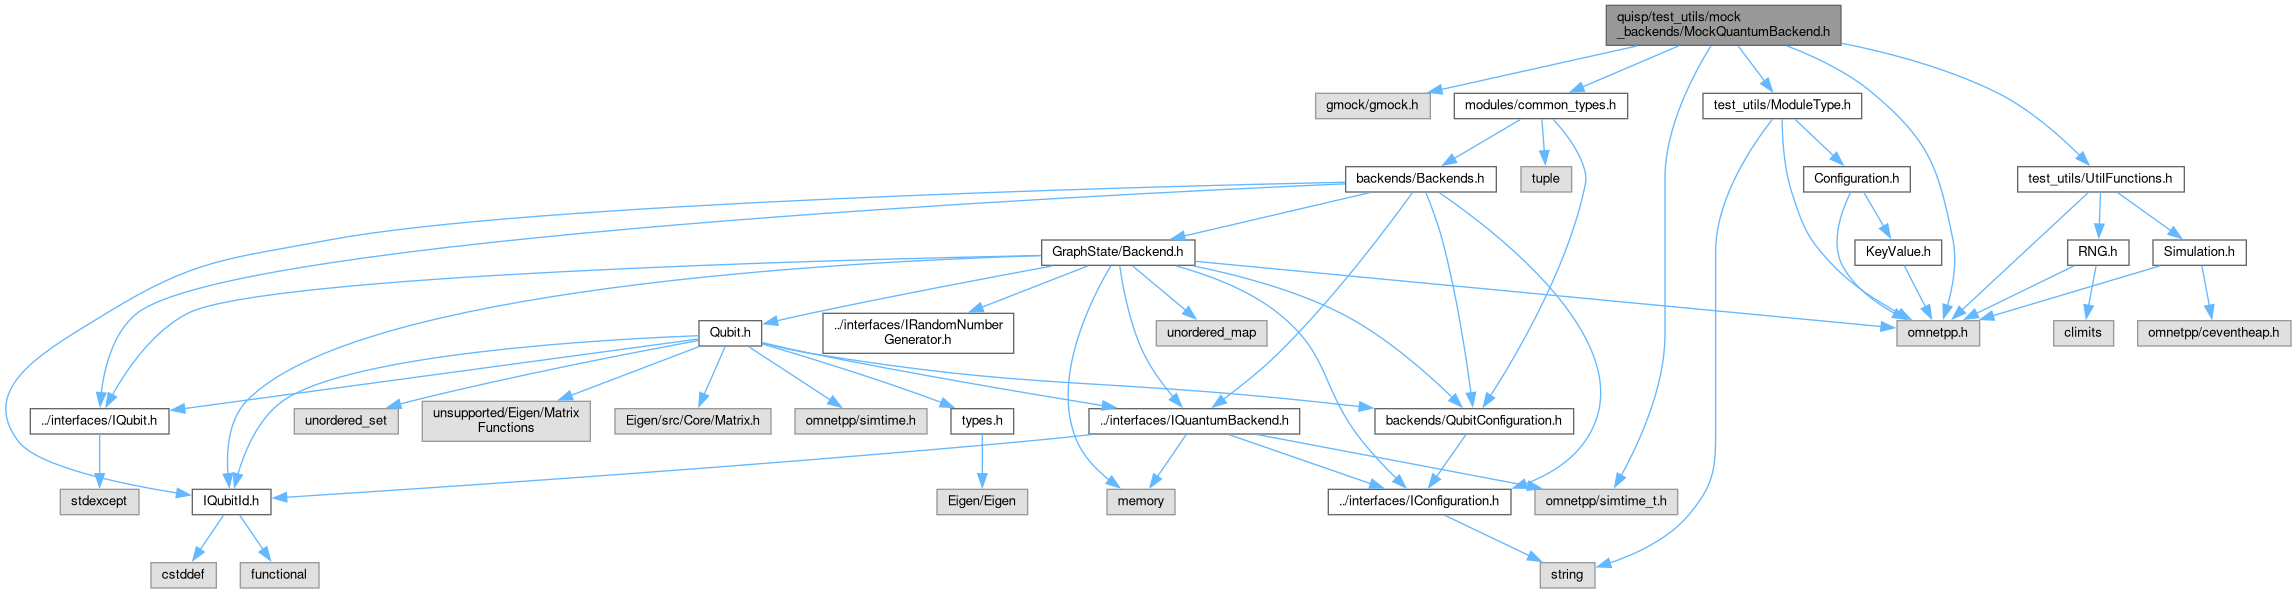 quisp/test_utils/mock
_backends/MockQuantumBackend.h
gmock/gmock.h
modules/common_types.h
test_utils/ModuleType.h
backends/Backends.h
tuple
Configuration.h
test_utils/UtilFunctions.h
GraphState/Backend.h
KeyValue.h
RNG.h
Simulation.h
Qubit.h
../interfaces/IRandomNumber
Generator.h
unordered_map
omnetpp.h
climits
omnetpp/ceventheap.h
../interfaces/IQubit.h
unordered_set
unsupported/Eigen/Matrix
Functions
Eigen/src/Core/Matrix.h
omnetpp/simtime.h
types.h
../interfaces/IQuantumBackend.h
backends/QubitConfiguration.h
stdexcept
IQubitId.h
Eigen/Eigen
memory
../interfaces/IConfiguration.h
omnetpp/simtime_t.h
cstddef
functional
string